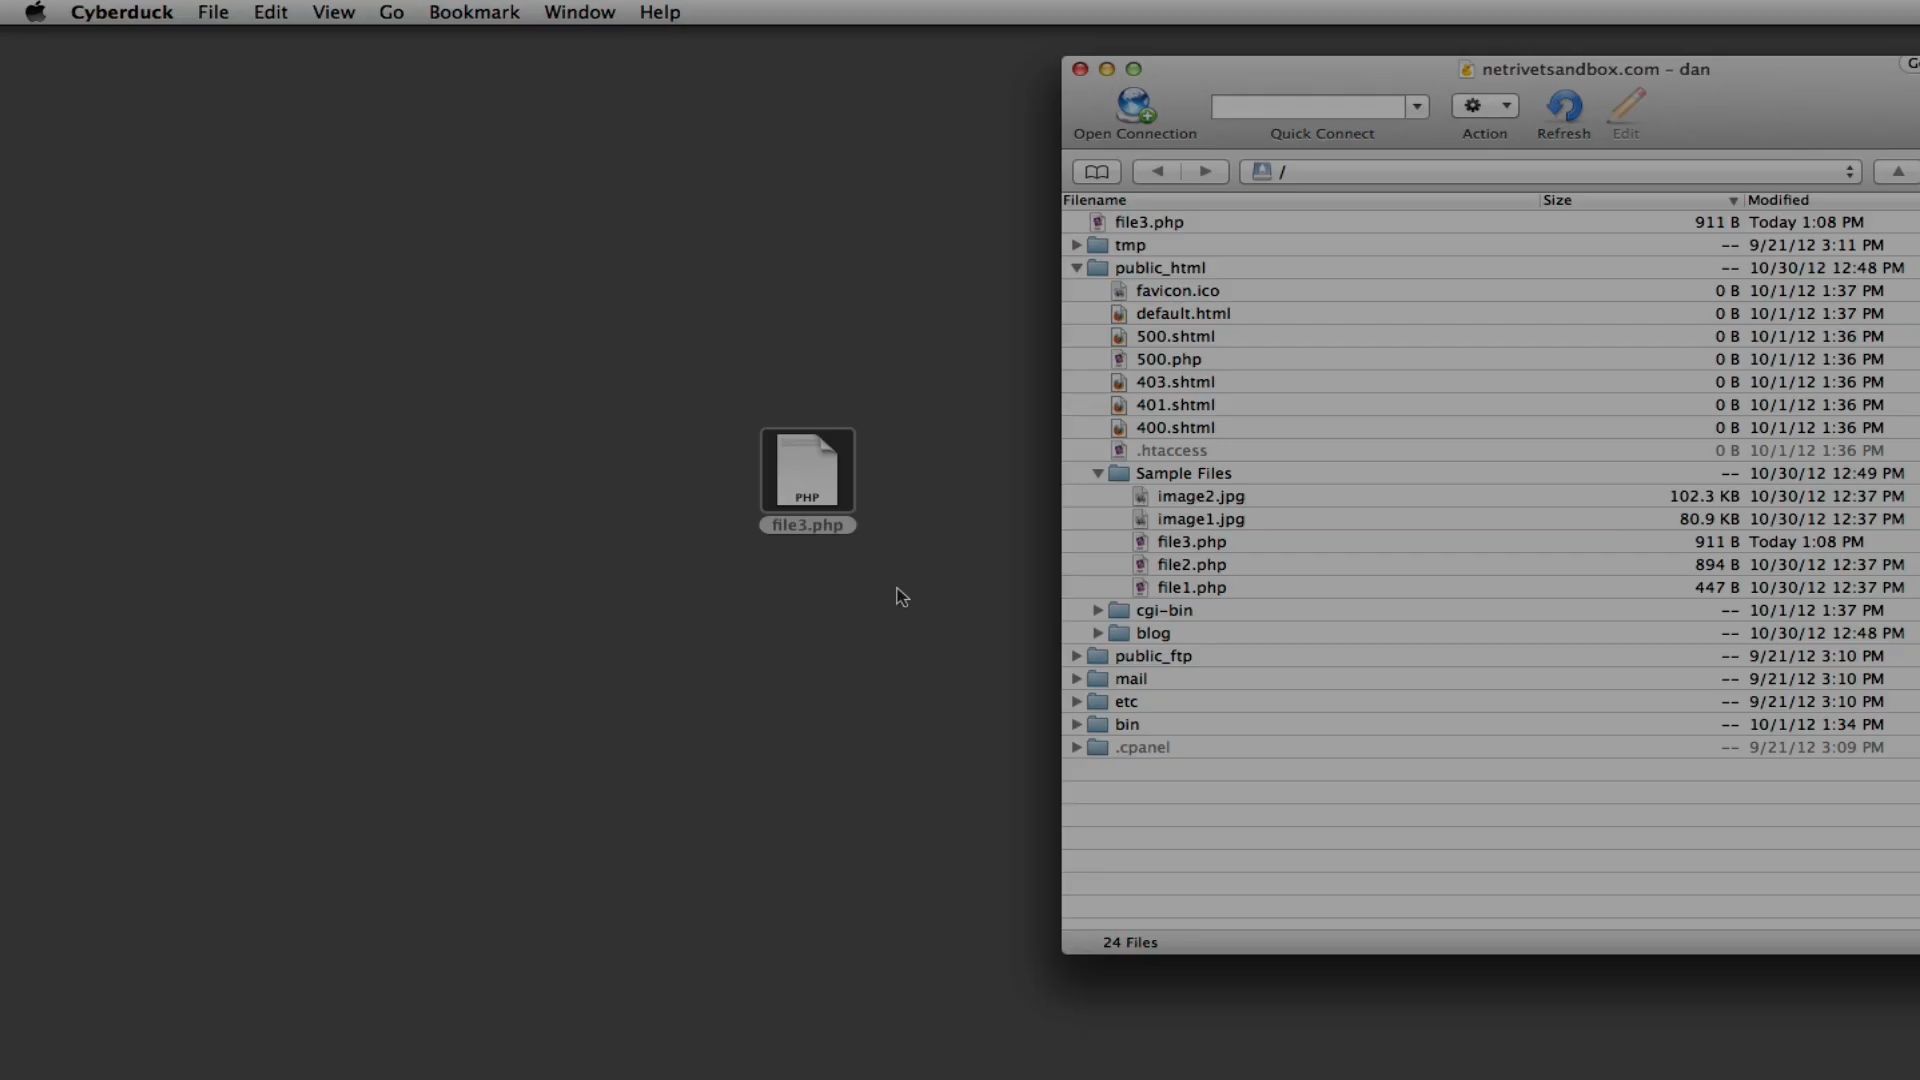 Cyberduck File Edit View Go Bookmark Window Help
netrivetsandbox.com – dan
Open Connection Quick Connect Action Refresh Edit
/
Filename Size Modified
file3.php 911 B Today 1:08 PM
tmp -- 9/21/12 3:11 PM
public_html -- 10/30/12 12:48 PM
favicon.ico 0 B 10/1/12 1:37 PM
default.html 0 B 10/1/12 1:37 PM
500.shtml 0 B 10/1/12 1:36 PM
500.php 0 B 10/1/12 1:36 PM
403.shtml 0 B 10/1/12 1:36 PM
401.shtml 0 B 10/1/12 1:36 PM
400.shtml 0 B 10/1/12 1:36 PM
.htaccess 0 B 10/1/12 1:36 PM
Sample Files -- 10/30/12 12:49 PM
image2.jpg 102.3 KB 10/30/12 12:37 PM
image1.jpg 80.9 KB 10/30/12 12:37 PM
file3.php 911 B Today 1:08 PM
file2.php 894 B 10/30/12 12:37 PM
file1.php 447 B 10/30/12 12:37 PM
cgi-bin -- 10/1/12 1:37 PM
blog -- 10/30/12 12:48 PM
public_ftp -- 9/21/12 3:10 PM
mail -- 9/21/12 3:10 PM
etc -- 9/21/12 3:10 PM
bin -- 10/1/12 1:34 PM
.cpanel -- 9/21/12 3:09 PM
24 Files
PHP
file3.php